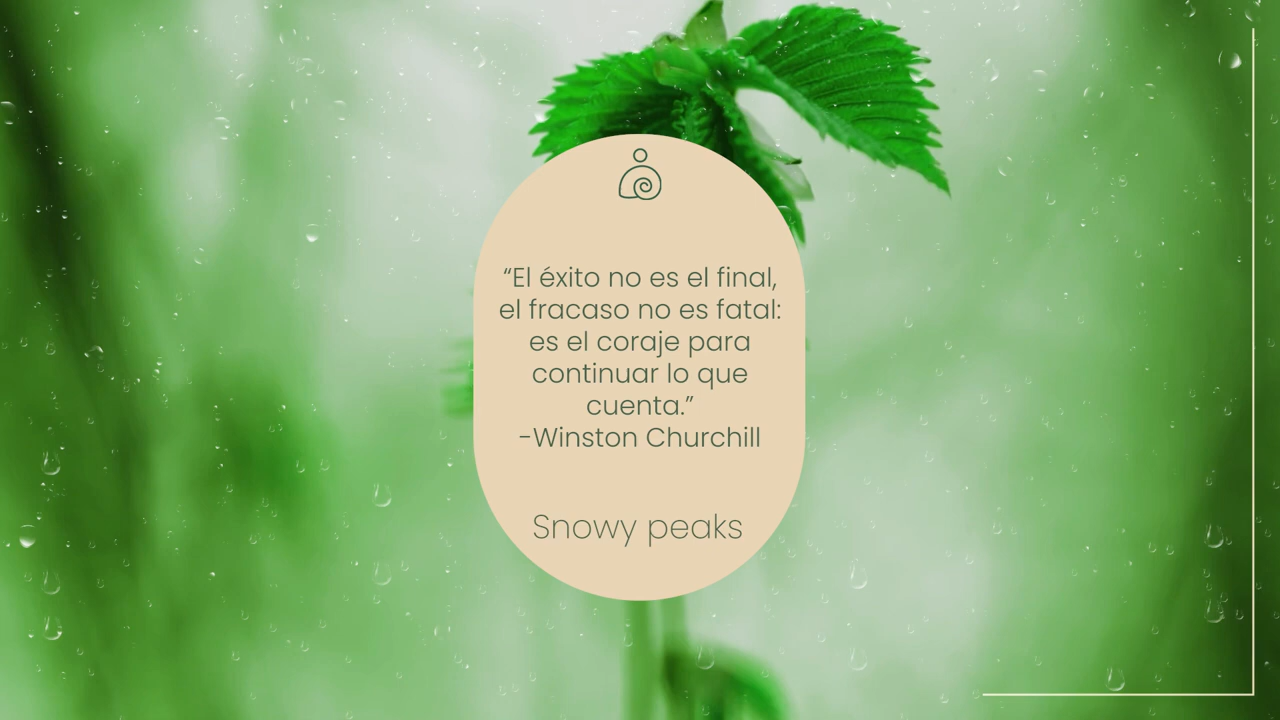 “El éxito no es el final,
el fracaso no es fatal:
es el coraje para
continuar lo que
cuenta.”
-Winston Churchill
Snowy peaks